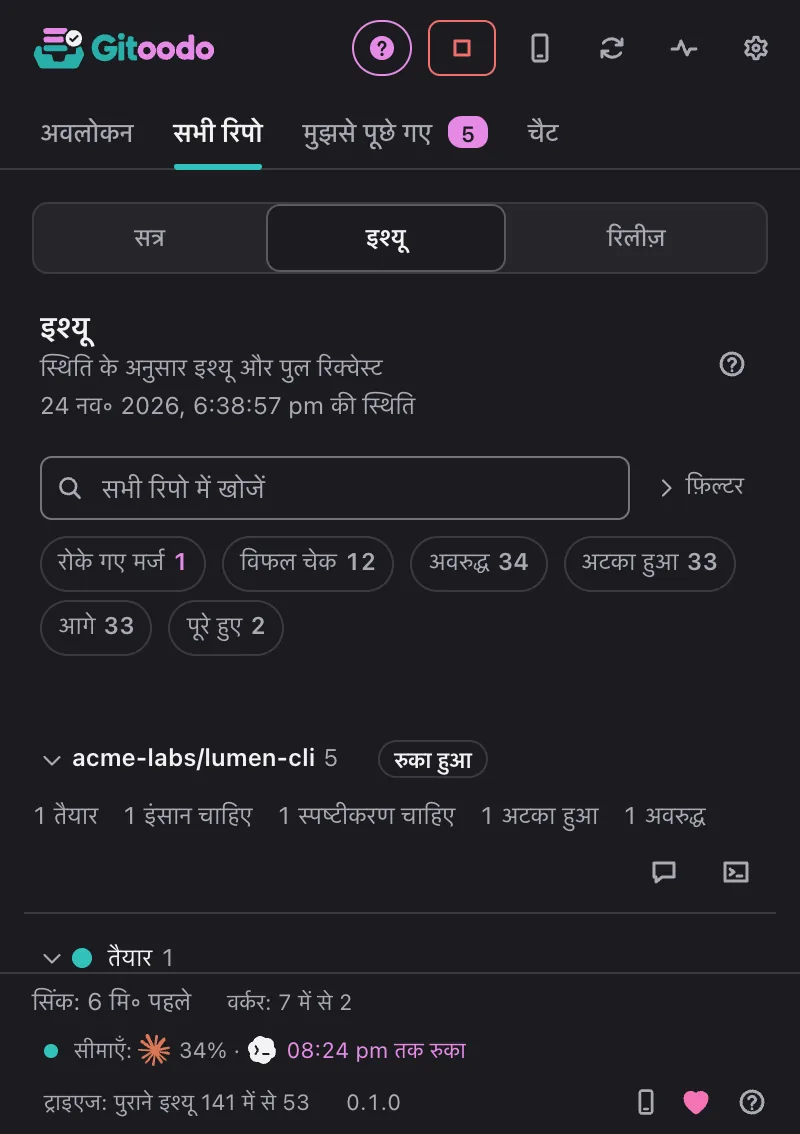 Gitoodo
अवलोकन सभी रिपो मुझसे पूछे गए 5 चैट
सत्र इश्यू रिलीज़
इश्यू
स्थिति के अनुसार इश्यू और पुल रिक्वेस्ट
24 नव॰ 2026, 6:38:57 pm की स्थिति
सभी रिपो में खोजें फ़िल्टर
रोके गए मर्ज 1 विफल चेक 12 अवरुद्ध 34 अटका हुआ 33
आगे 33 पूरे हुए 2
acme-labs/lumen-cli 5 रुका हुआ
1 तैयार 1 इंसान चाहिए 1 स्पष्टीकरण चाहिए 1 अटका हुआ 1 अवरुद्ध
तैयार 1
सिंक: 6 मि॰ पहले वर्कर: 7 में से 2
सीमाएँ: 34% · 08:24 pm तक रुका
ट्राइएज: पुराने इश्यू 141 में से 53 0.1.0